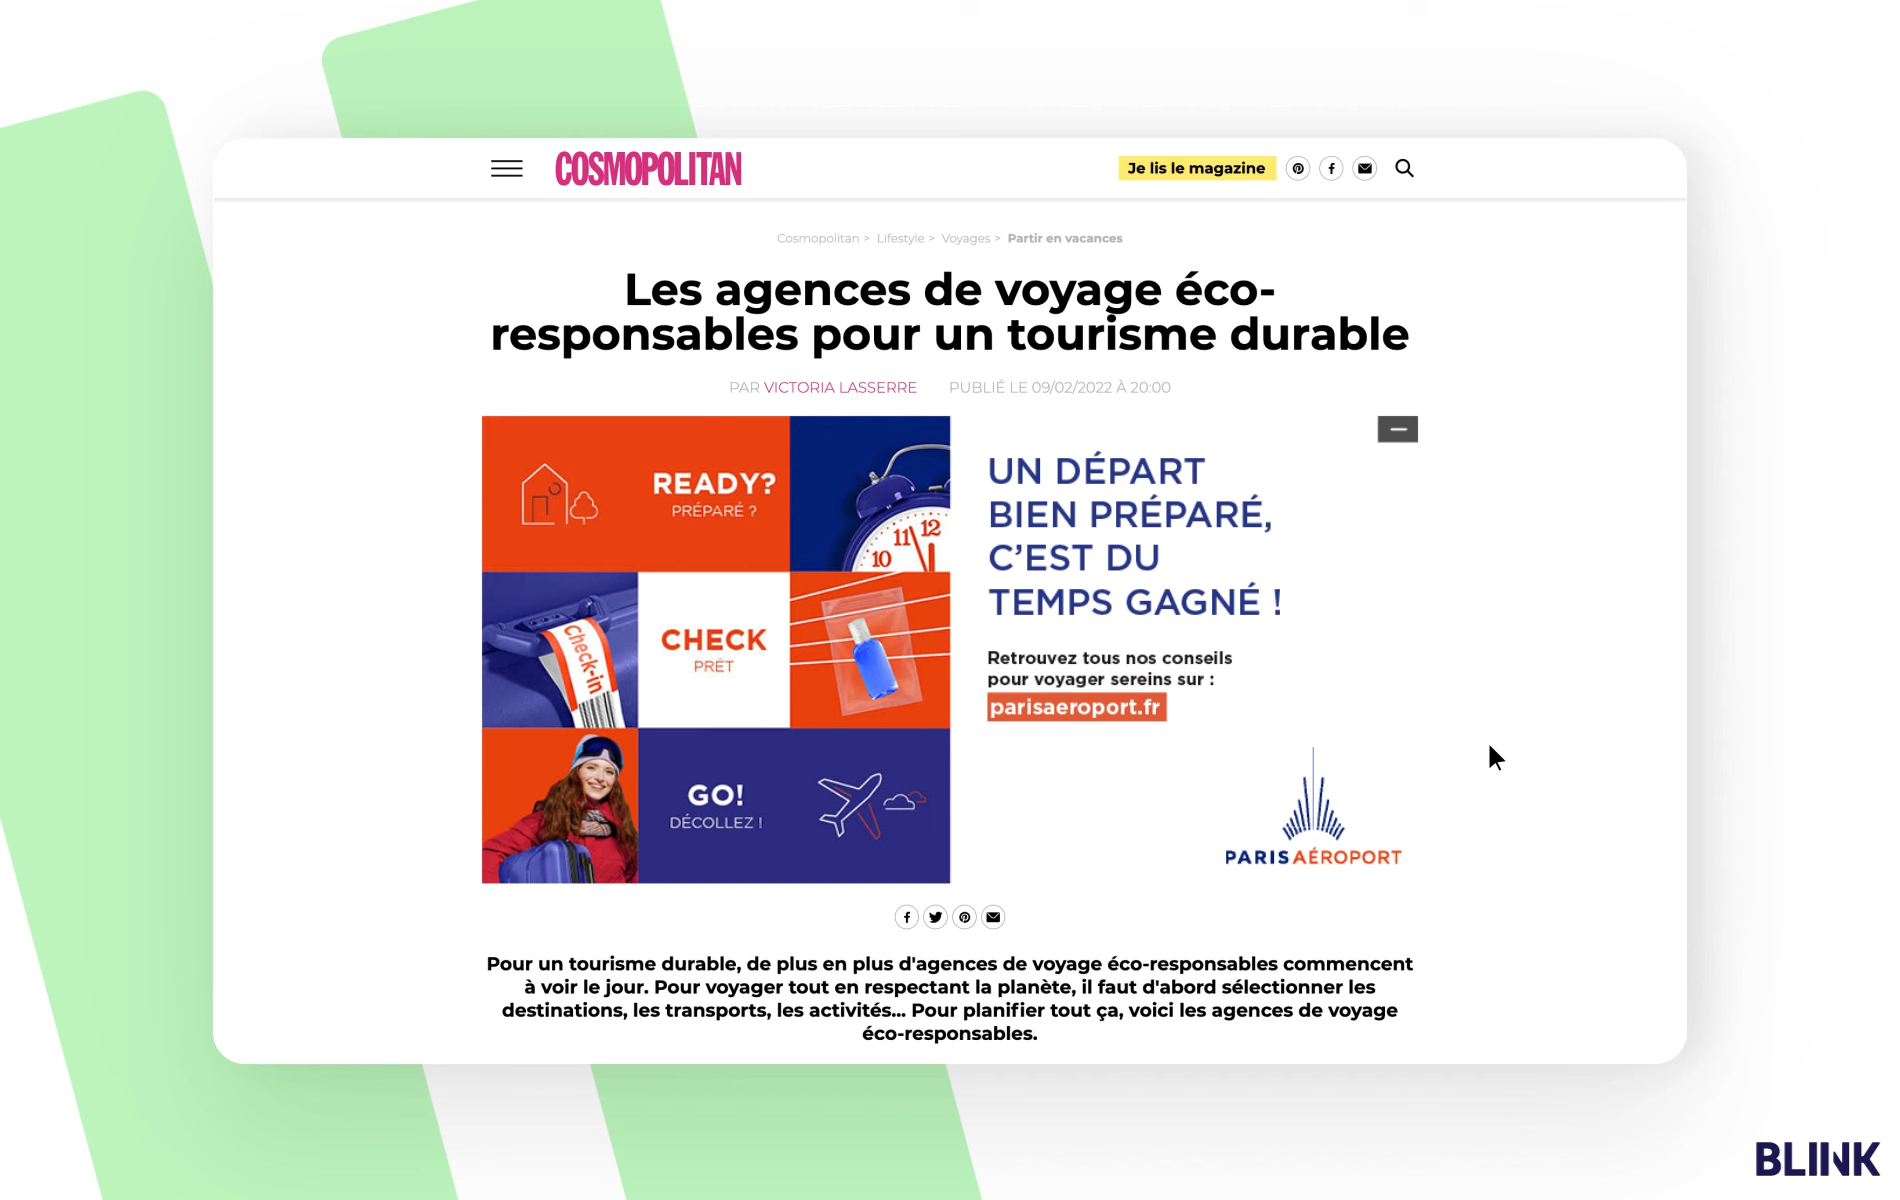 COSMOPOLITAN
Je lis le magazine
Cosmopolitan > Lifestyle > Voyages > Partir en vacances
Les agences de voyage éco-
responsables pour un tourisme durable
PAR VICTORIA LASSERRE PUBLIÉ LE 09/02/2022 À 20:00
READY?
PRÉPARÉ ?
10 11 12
Check-in
CHECK
PRÊT
GO!
DÉCOLLEZ !
UN DÉPART
BIEN PRÉPARÉ,
C'EST DU
TEMPS GAGNÉ !
Retrouvez tous nos conseils
pour voyager sereins sur :
parisaeroport.fr
PARIS AÉROPORT
Pour un tourisme durable, de plus en plus d'agences de voyage éco-responsables commencent
à voir le jour. Pour voyager tout en respectant la planète, il faut d'abord sélectionner les
destinations, les transports, les activités... Pour planifier tout ça, voici les agences de voyage
éco-responsables.
BLIINK